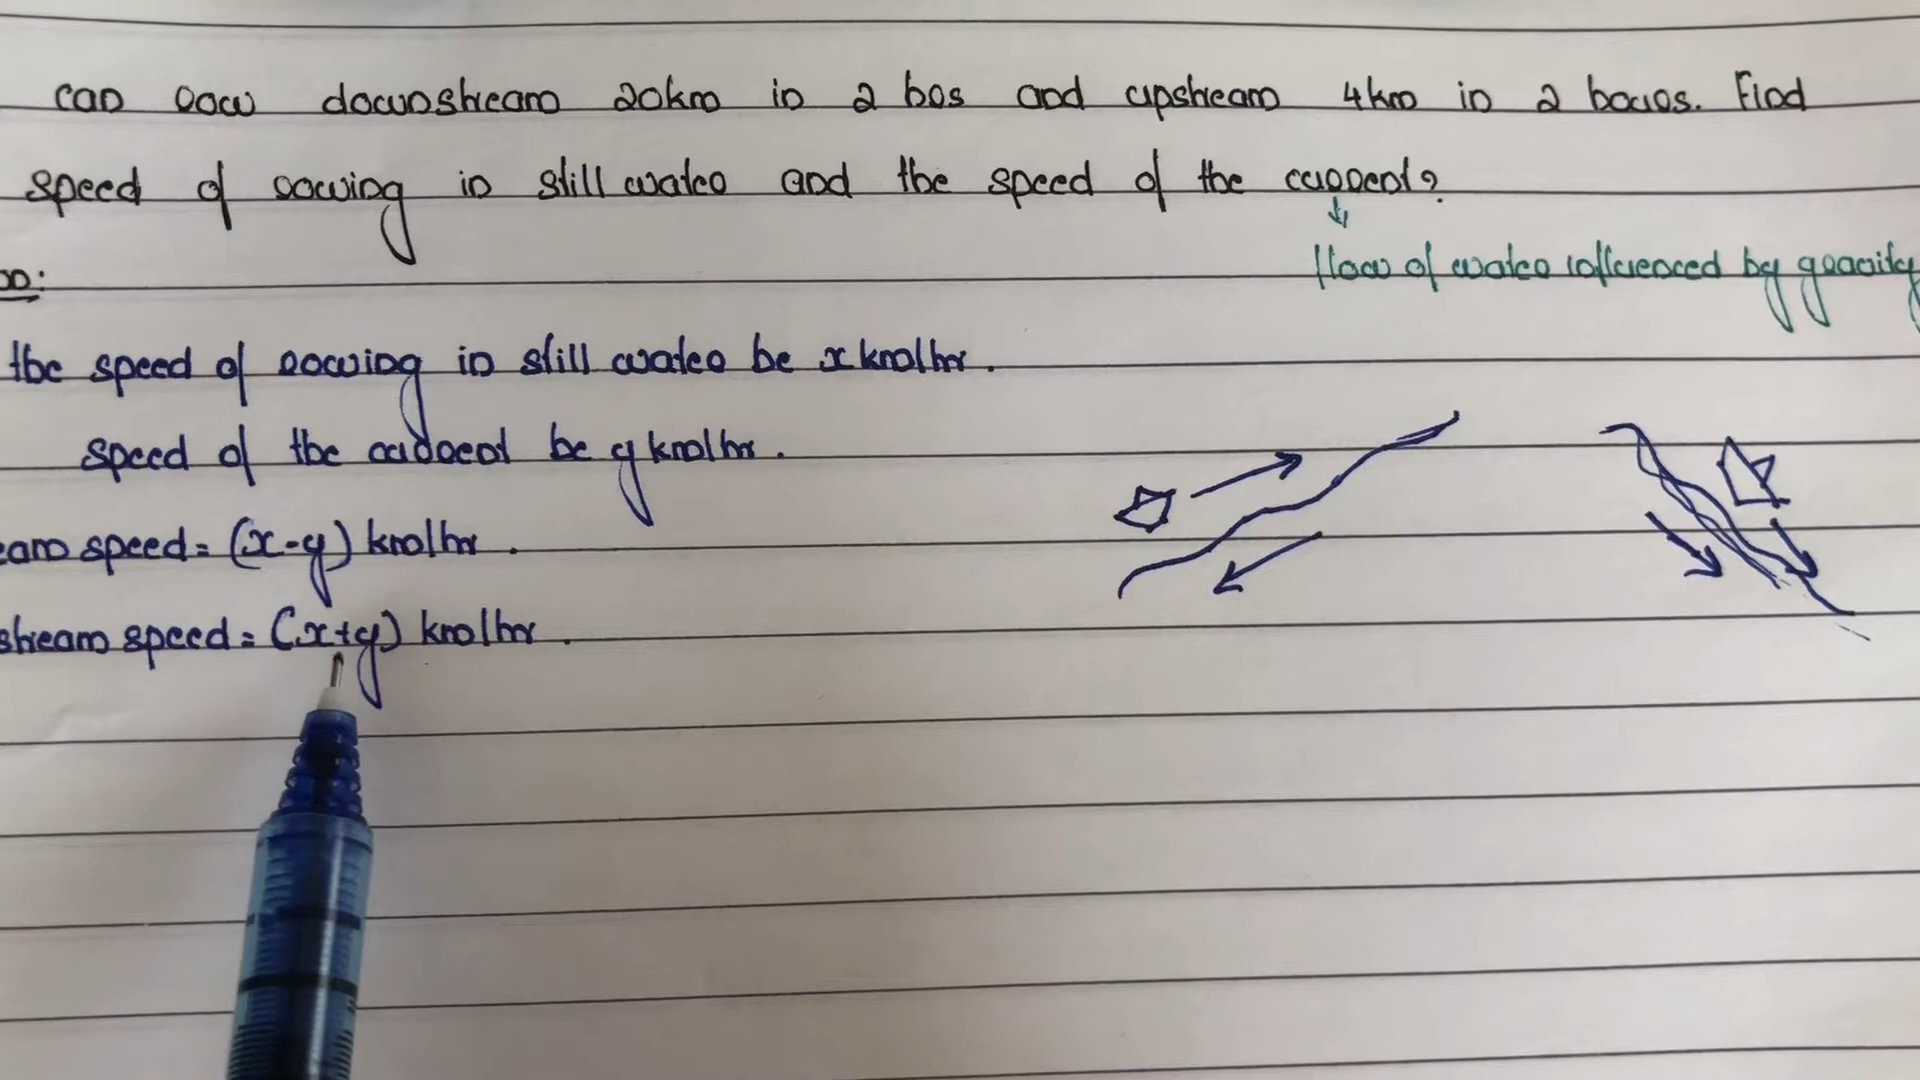 can row downstream 20km in 2 hrs and upstream 4km in 2 hours. Find
speed of rowing in still water and the speed of the current?
flow of water influenced by gravity
n:
the speed of rowing in still water be x km/hr.
speed of the current be y km/hr.
eam speed = (x-y) km/hr.
stream speed = (x+y) km/hr.